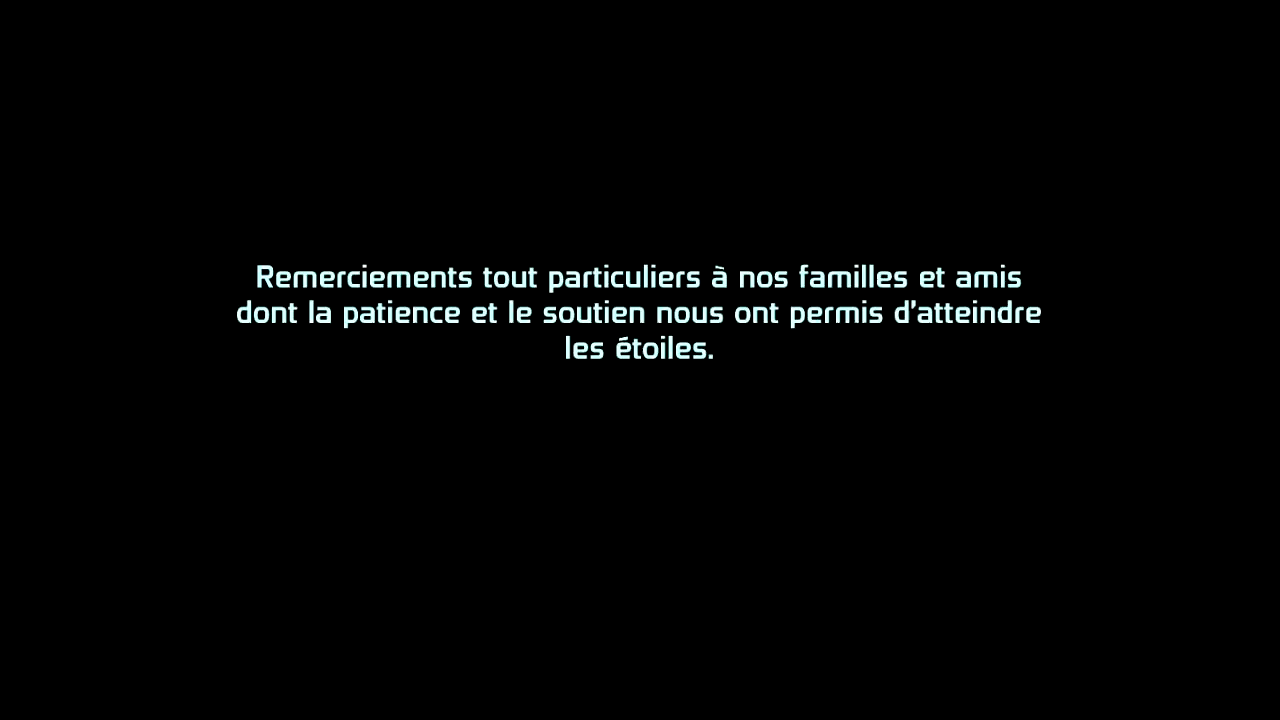 Remerciements tout particuliers à nos familles et amis
dont la patience et le soutien nous ont permis d'atteindre
les étoiles.